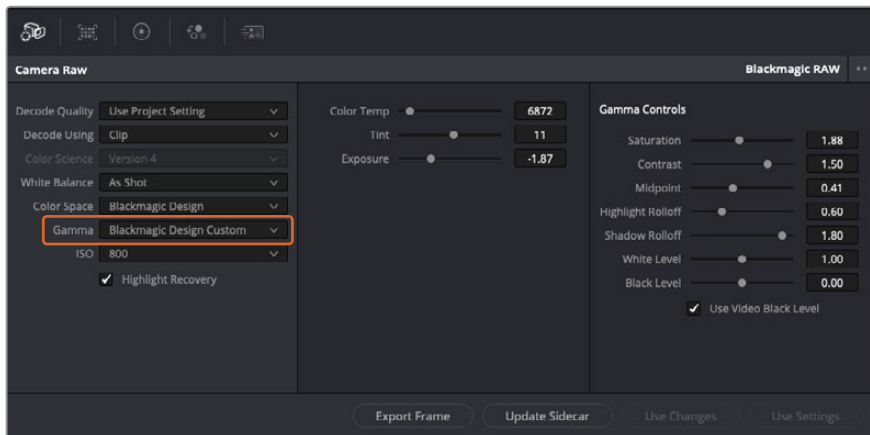 Camera Raw
Blackmagic RAW
Decode Quality Use Project Setting
Decode Using Clip
Color Science Version 4
White Balance As Shot
Color Space Blackmagic Design
Gamma Blackmagic Design Custom
ISO 800
Highlight Recovery
Color Temp 6872
Tint 11
Exposure -1.87
Gamma Controls
Saturation 1.88
Contrast 1.50
Midpoint 0.41
Highlight Rolloff 0.60
Shadow Rolloff 1.80
White Level 1.00
Black Level 0.00
Use Video Black Level
Export Frame
Update Sidecar
Use Changes
Use Settings